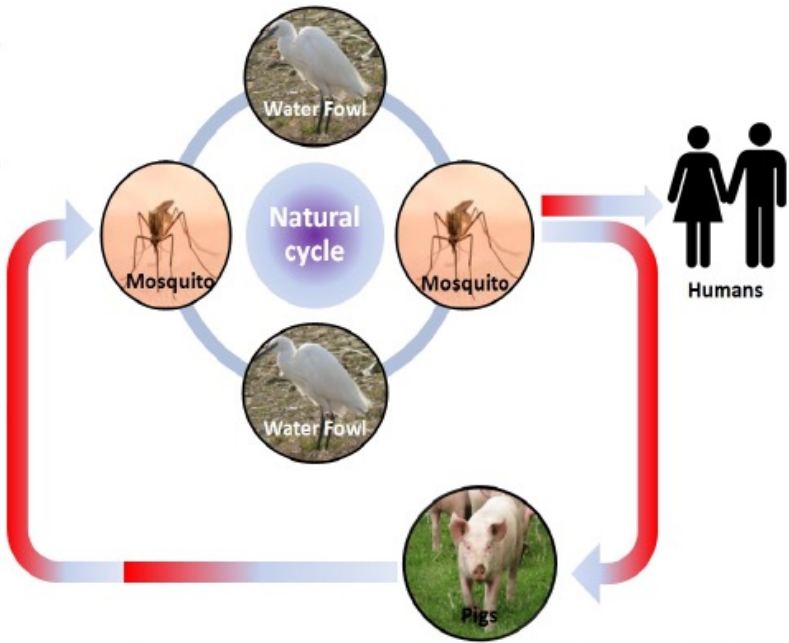 Water Fowl
Natural
cycle
Mosquito
Mosquito
Humans
Water Fowl
Pigs